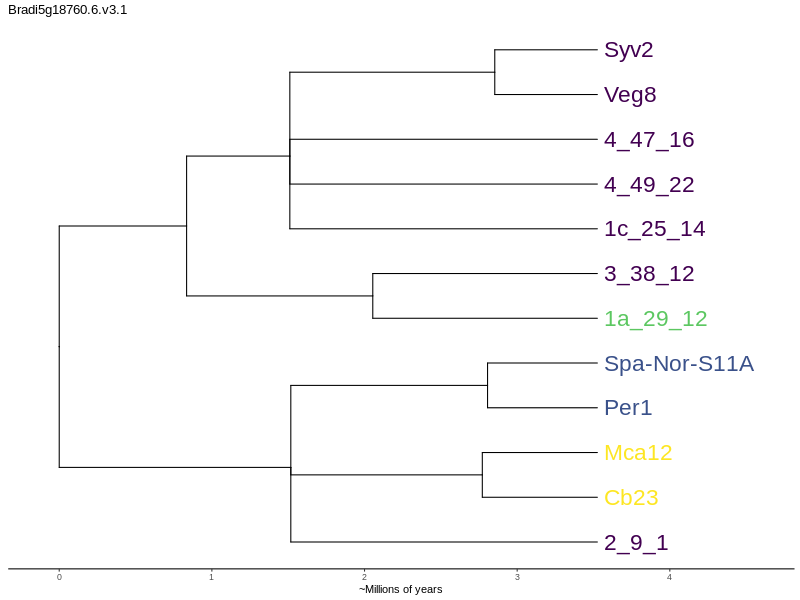 Bradi5g18760.6.v3.1
Syv2
Veg8
4_47_16
4_49_22
1c_25_14
3_38_12
1a_29_12
Spa-Nor-S11A
Per1
Mca12
Cb23
2_9_1
0 1 2 3 4
~Millions of years